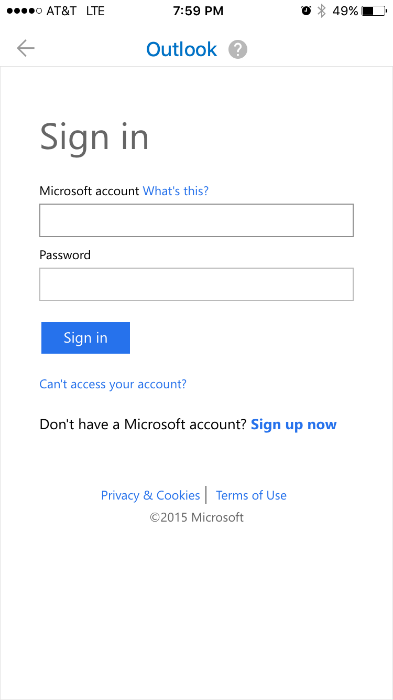 AT&T LTE 7:59 PM 49%
Outlook ?
Sign in
Microsoft account What's this?
Password
Sign in
Can't access your account?
Don't have a Microsoft account? Sign up now
Privacy & Cookies | Terms of Use
©2015 Microsoft